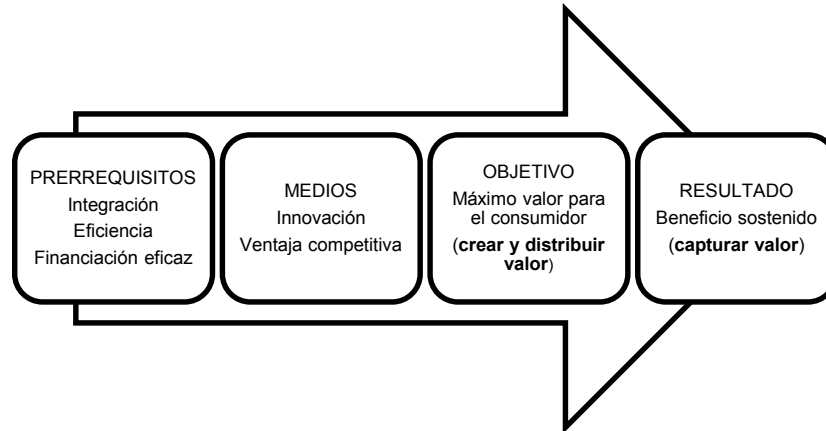 PRERREQUISITOS
Integración
Eficiencia
Financiación eficaz
MEDIOS
Innovación
Ventaja competitiva
OBJETIVO
Máximo valor para
el consumidor
(crear y distribuir
valor)
RESULTADO
Beneficio sostenido
(capturar valor)